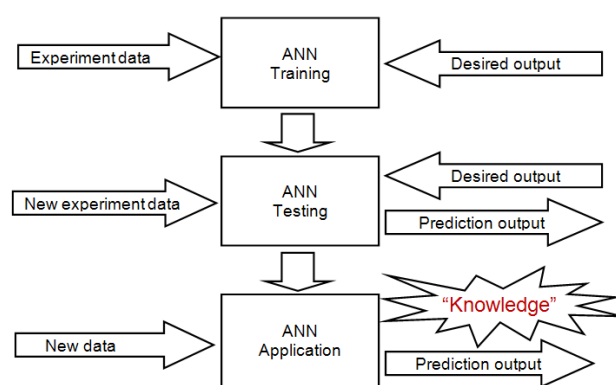 Experiment data
ANN
Training
Desired output
New experiment data
ANN
Testing
Desired output
Prediction output
"Knowledge"
New data
ANN
Application
Prediction output